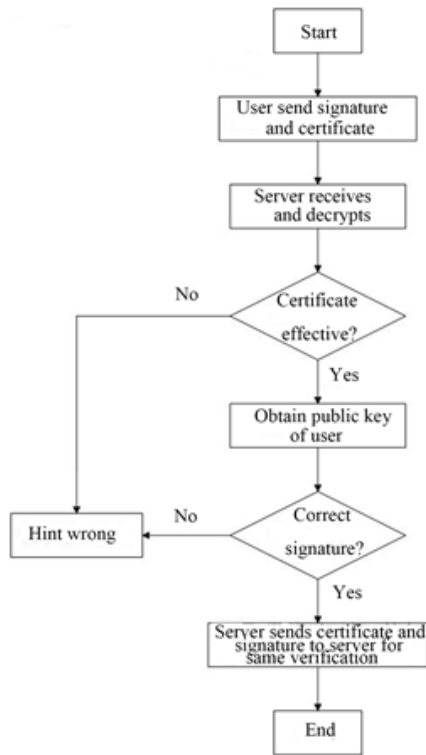 Start
User send signature
and certificate
Server receives
and decrypts
No
Certificate
effective?
Yes
Obtain public key
of user
Hint wrong
No
Correct
signature?
Yes
Server sends certificate and
signature to server for
same verification
End